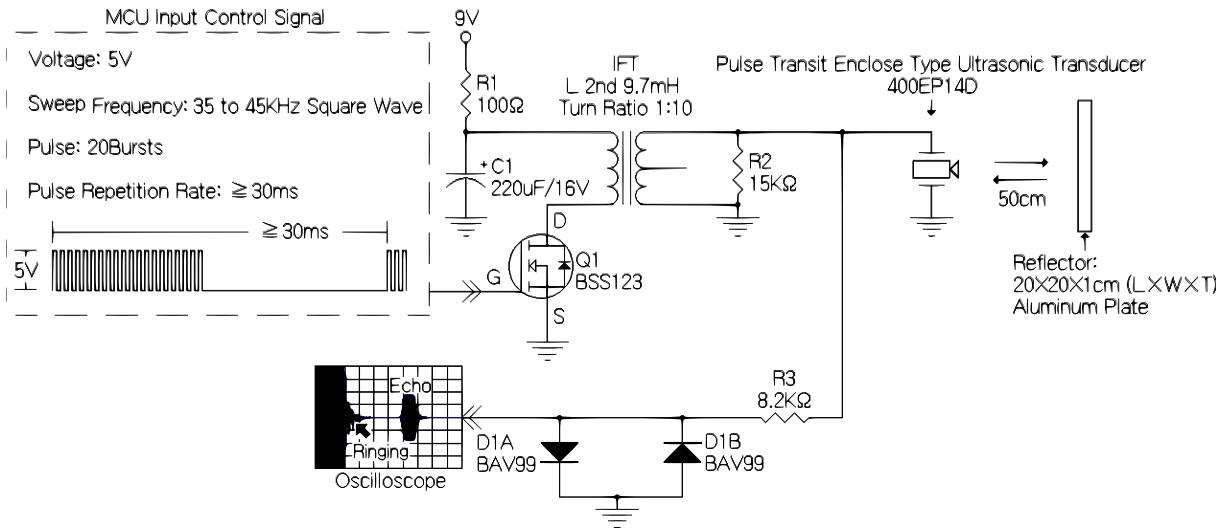 MCU Input Control Signal
Voltage: 5V
Sweep Frequency: 35 to 45KHz Square Wave
Pulse: 20Bursts
Pulse Repetition Rate: ≧30ms
≧30ms
5V
9V
R1
100Ω
+C1
220uF/16V
IFT
L 2nd 9.7mH
Turn Ratio 1:10
D
G
S
Q1
BSS123
R2
15KΩ
Pulse Transit Enclose Type Ultrasonic Transducer
400EP14D
50cm
Reflector:
20X20X1cm (L×W×T)
Aluminum Plate
R3
8.2KΩ
D1A
BAV99
D1B
BAV99
Echo
Ringing
Oscilloscope